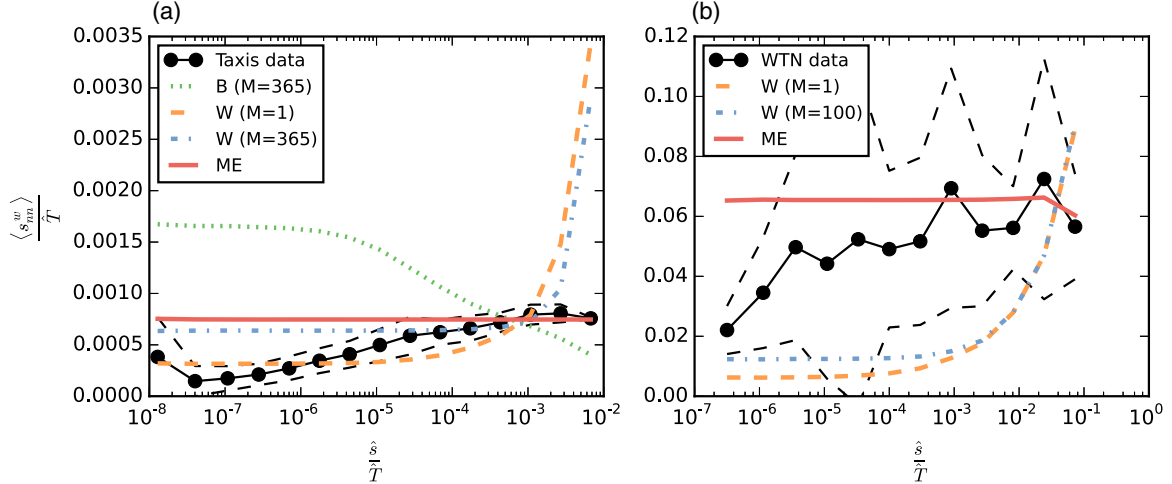 (a)
0.0035
0.0030
0.0025
0.0020
0.0015
0.0010
0.0005
0.0000
⟨s^w_nn⟩
T̂
Taxis data
B (M=365)
W (M=1)
W (M=365)
ME
10^-8
10^-7
10^-6
10^-5
10^-4
10^-3
10^-2
ŝ
T̂
(b)
0.12
0.10
0.08
0.06
0.04
0.02
0.00
WTN data
W (M=1)
W (M=100)
ME
10^-7
10^-6
10^-5
10^-4
10^-3
10^-2
10^-1
10^0
ŝ
T̂